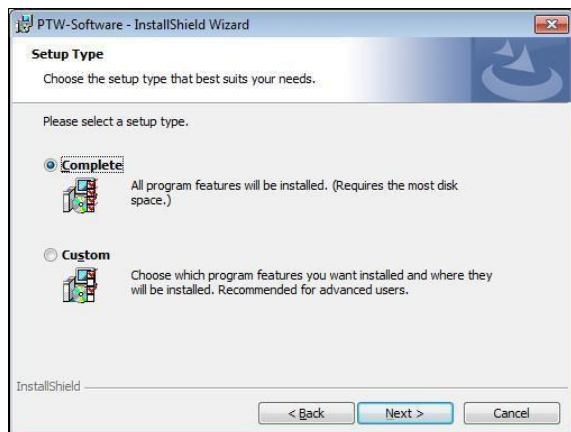 PTW-Software - InstallShield Wizard
Setup Type
Choose the setup type that best suits your needs.
Please select a setup type.
Complete
All program features will be installed. (Requires the most disk
space.)
Custom
Choose which program features you want installed and where they
will be installed. Recommended for advanced users.
InstallShield
< Back
Next >
Cancel